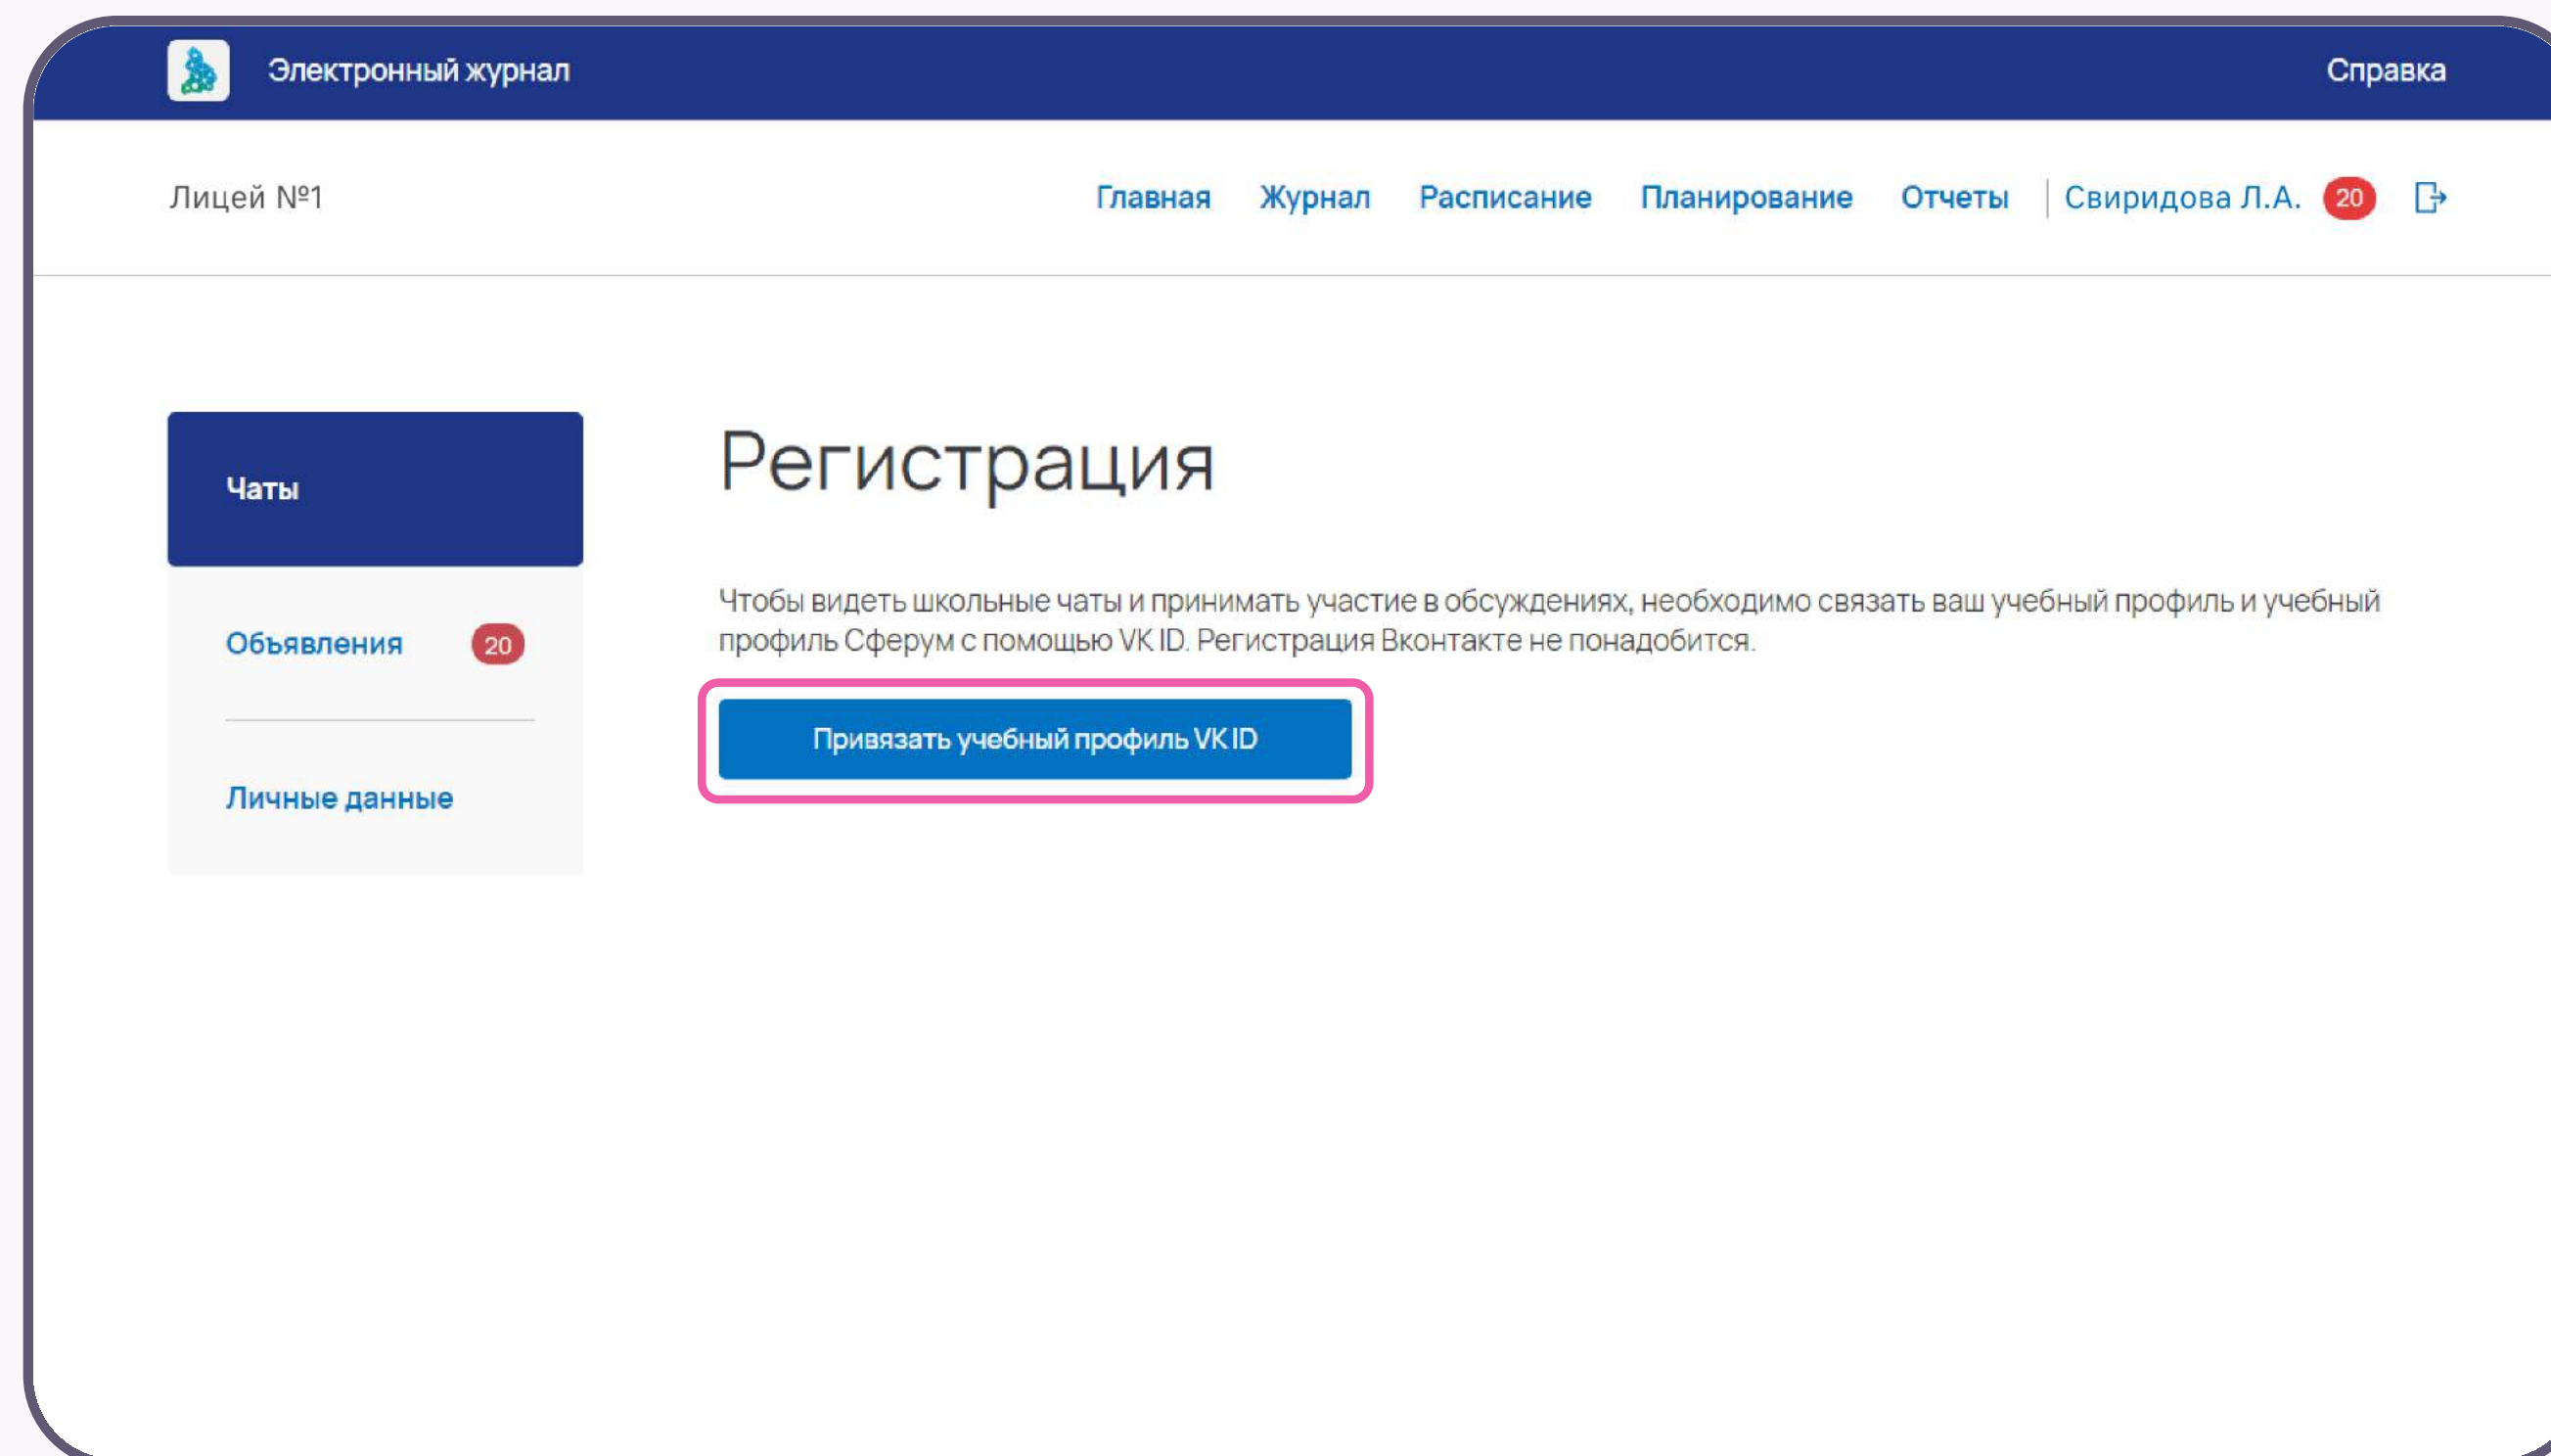 Электронный журнал
Справка
Лицей №1
Главная Журнал Расписание Планирование Отчеты Свиридова Л.А. 20
Чаты
Объявления 20
Личные данные
Регистрация
Чтобы видеть школьные чаты и принимать участие в обсуждениях, необходимо связать ваш учебный профиль и учебный
профиль Сферум с помощью VK ID. Регистрация Вконтакте не понадобится.
Привязать учебный профиль VK ID